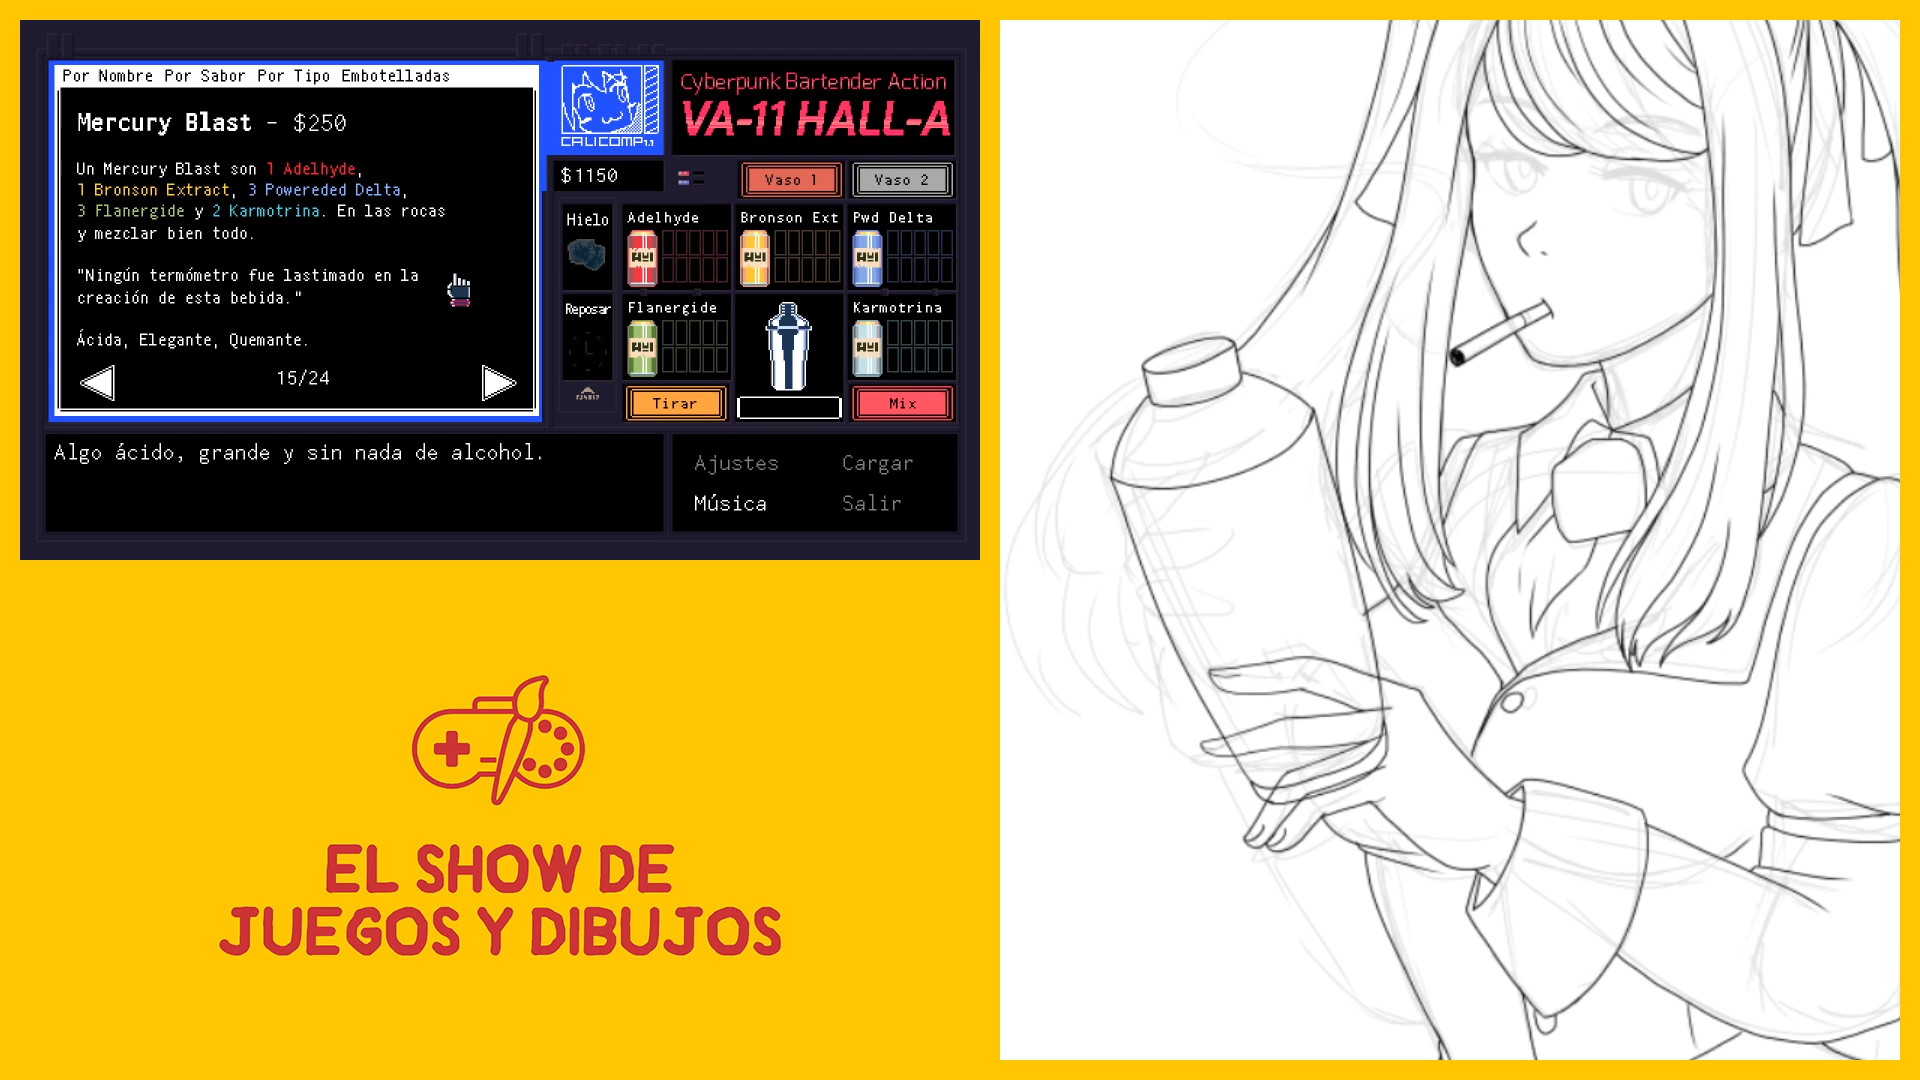 Por Nombre Por Sabor Por Tipo Embotelladas
Mercury Blast - $250
Un Mercury Blast son 1 Adelhyde,
1 Bronson Extract, 3 Powereded Delta,
3 Flanergide y 2 Karmotrina. En las rocas
y mezclar bien todo.
"Ningún termómetro fue lastimado en la
creación de esta bebida."
Ácida, Elegante, Quemante.
15/24
CALICOMP1.1
Cyberpunk Bartender Action
VA-11 HALL-A
$1150
Vaso 1
Vaso 2
Hielo
Adelhyde
Bronson Ext
Pwd Delta
Reposar
Flanergide
Karmotrina
Tirar
Mix
Algo ácido, grande y sin nada de alcohol.
Ajustes
Cargar
Música
Salir
EL SHOW DE
JUEGOS Y DIBUJOS